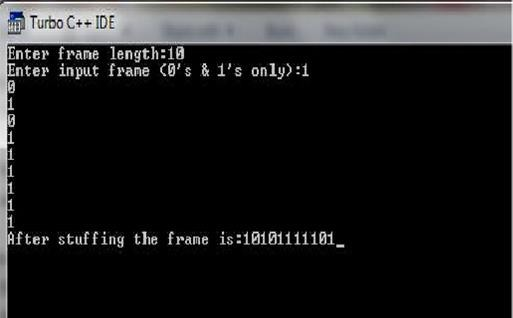 Turbo C++ IDE
Enter frame length:10
Enter input frame (0's & 1's only):1
0
1
0
1
1
1
1
1
1
After stuffing the frame is:10101111101_